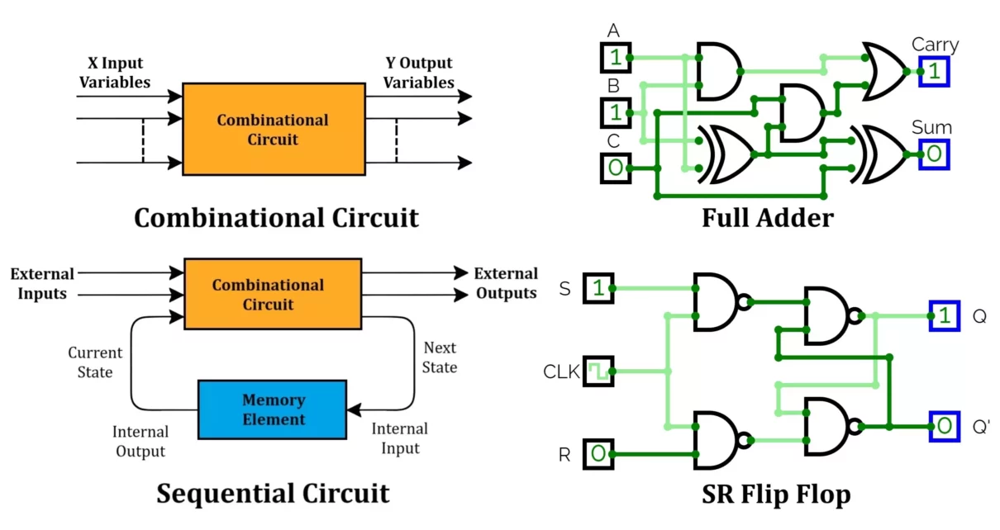 X Input
Variables
Y Output
Variables
Combinational
Circuit
Combinational Circuit
A
1
B
1
C
0
Carry
1
Sum
0
Full Adder
External
Inputs
Combinational
Circuit
External
Outputs
Current
State
Next
State
Memory
Element
Internal
Output
Internal
Input
Sequential Circuit
S
1
CLK
R
0
1
Q
0
Q'
SR Flip Flop